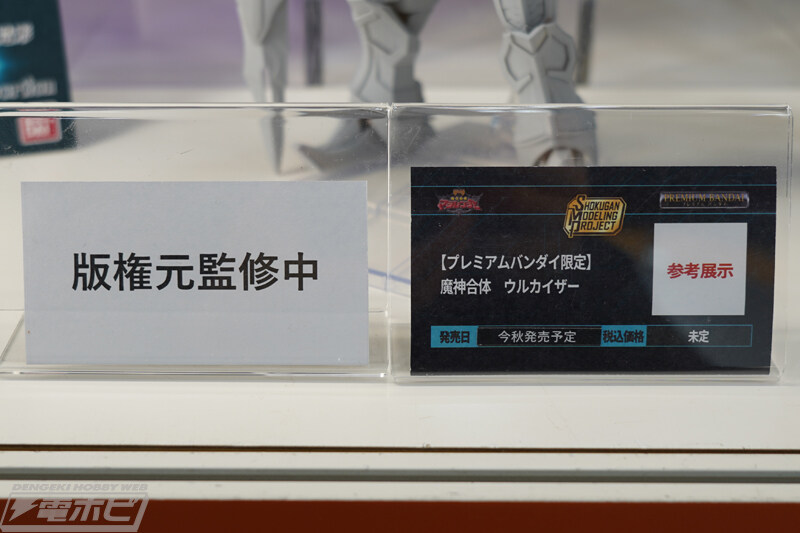 版権元監修中
SHOKUGAN
MODELING
PROJECT
PREMIUM BANDAI
【プレミアムバンダイ限定】
魔神合体 ウルカイザー
参考展示
発売日 今秋発売予定 税込価格 未定
DENGEKI HOBBY WEB
電ホビ